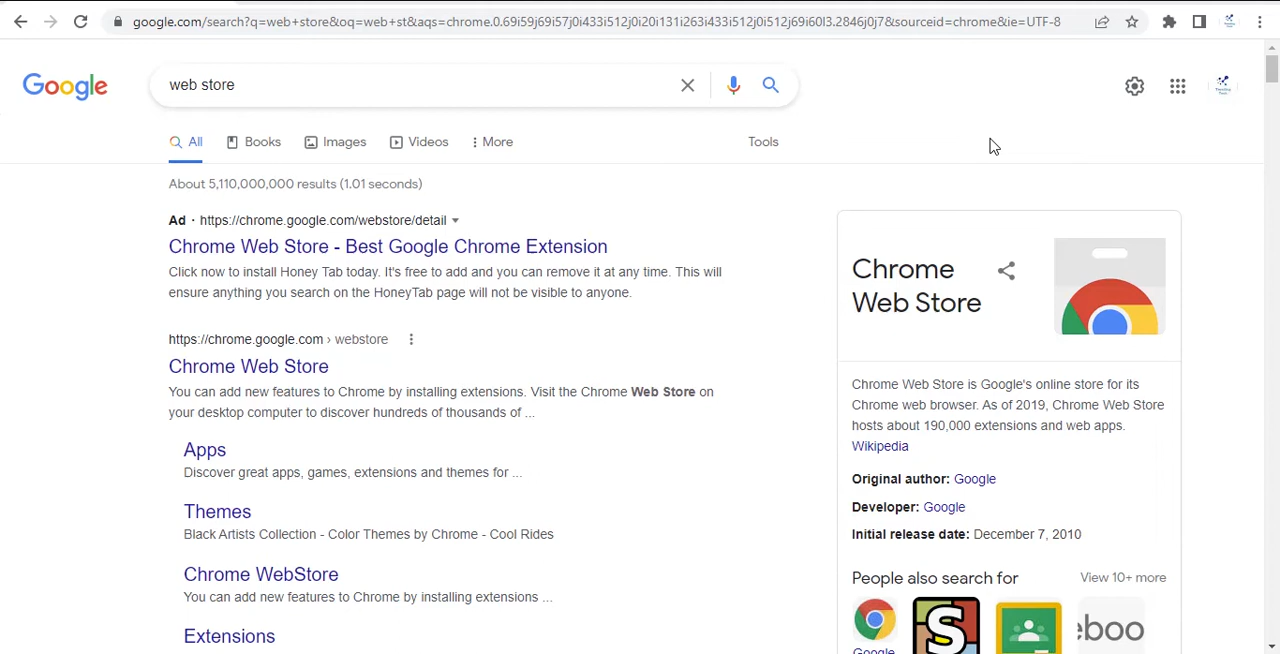 google.com/search?q=web+store&oq=web+st&aqs=chrome.0.69i59j69i57j0i433i512j0i20i131i263i433i512j0i512j69i60l3.2846j0j7&sourceid=chrome&ie=UTF-8
Google
web store
All
Books
Images
Videos
More
Tools
About 5,110,000,000 results (1.01 seconds)
Ad · https://chrome.google.com/webstore/detail
Chrome Web Store - Best Google Chrome Extension
Click now to install Honey Tab today. It's free to add and you can remove it at any time. This will
ensure anything you search on the HoneyTab page will not be visible to anyone.
https://chrome.google.com › webstore
Chrome Web Store
You can add new features to Chrome by installing extensions. Visit the Chrome Web Store on
your desktop computer to discover hundreds of thousands of ...
Apps
Discover great apps, games, extensions and themes for ...
Themes
Black Artists Collection - Color Themes by Chrome - Cool Rides
Chrome WebStore
You can add new features to Chrome by installing extensions ...
Extensions
Chrome
Web Store
Chrome Web Store is Google's online store for its
Chrome web browser. As of 2019, Chrome Web Store
hosts about 190,000 extensions and web apps.
Wikipedia
Original author: Google
Developer: Google
Initial release date: December 7, 2010
People also search for
View 10+ more
S
eboo
Google